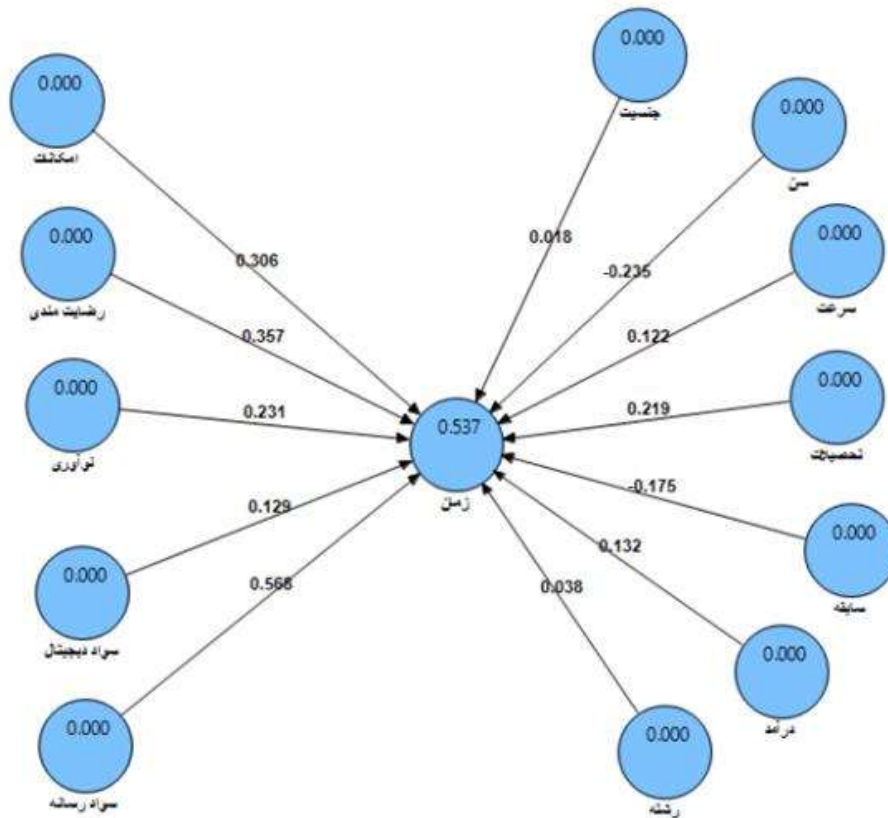 0.000
جنسیت
0.000
سن
0.000
سرعت
0.000
تحصیلات
0.000
سابقه
0.000
درآمد
0.000
رشته
0.000
امکانات
0.000
رضایت مندی
0.000
نوآوری
0.000
سواد دیجیتال
0.000
سواد رسانه
0.537
زمان
0.018
-0.235
0.122
0.219
-0.175
0.132
0.038
0.306
0.357
0.231
0.129
0.568